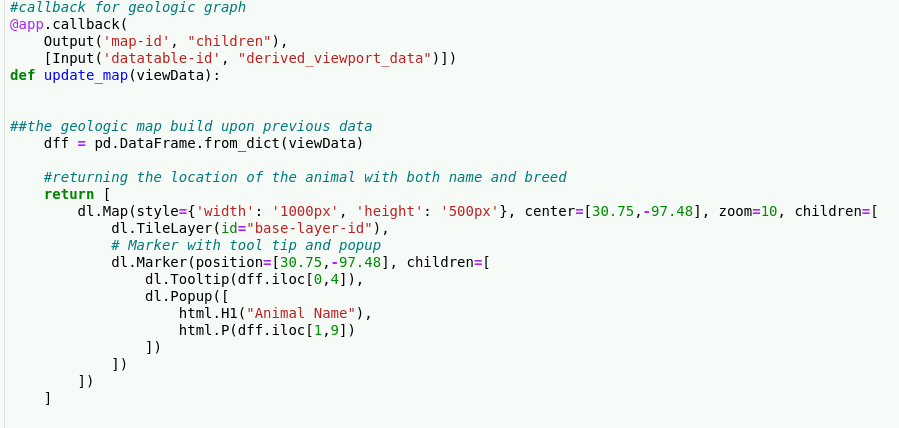 #callback for geologic graph
@app.callback(
    Output('map-id', "children"),
    [Input('datatable-id', "derived_viewport_data")])
def update_map(viewData):
##the geologic map build upon previous data
    dff = pd.DataFrame.from_dict(viewData)
    #returning the location of the animal with both name and breed
    return [
        dl.Map(style={'width': '1000px', 'height': '500px'}, center=[30.75,-97.48], zoom=10, children=[
            dl.TileLayer(id="base-layer-id"),
            # Marker with tool tip and popup
            dl.Marker(position=[30.75,-97.48], children=[
                dl.Tooltip(dff.iloc[0,4]),
                dl.Popup([
                    html.H1("Animal Name"),
                    html.P(dff.iloc[1,9])
                ])
            ])
        ])
    ]